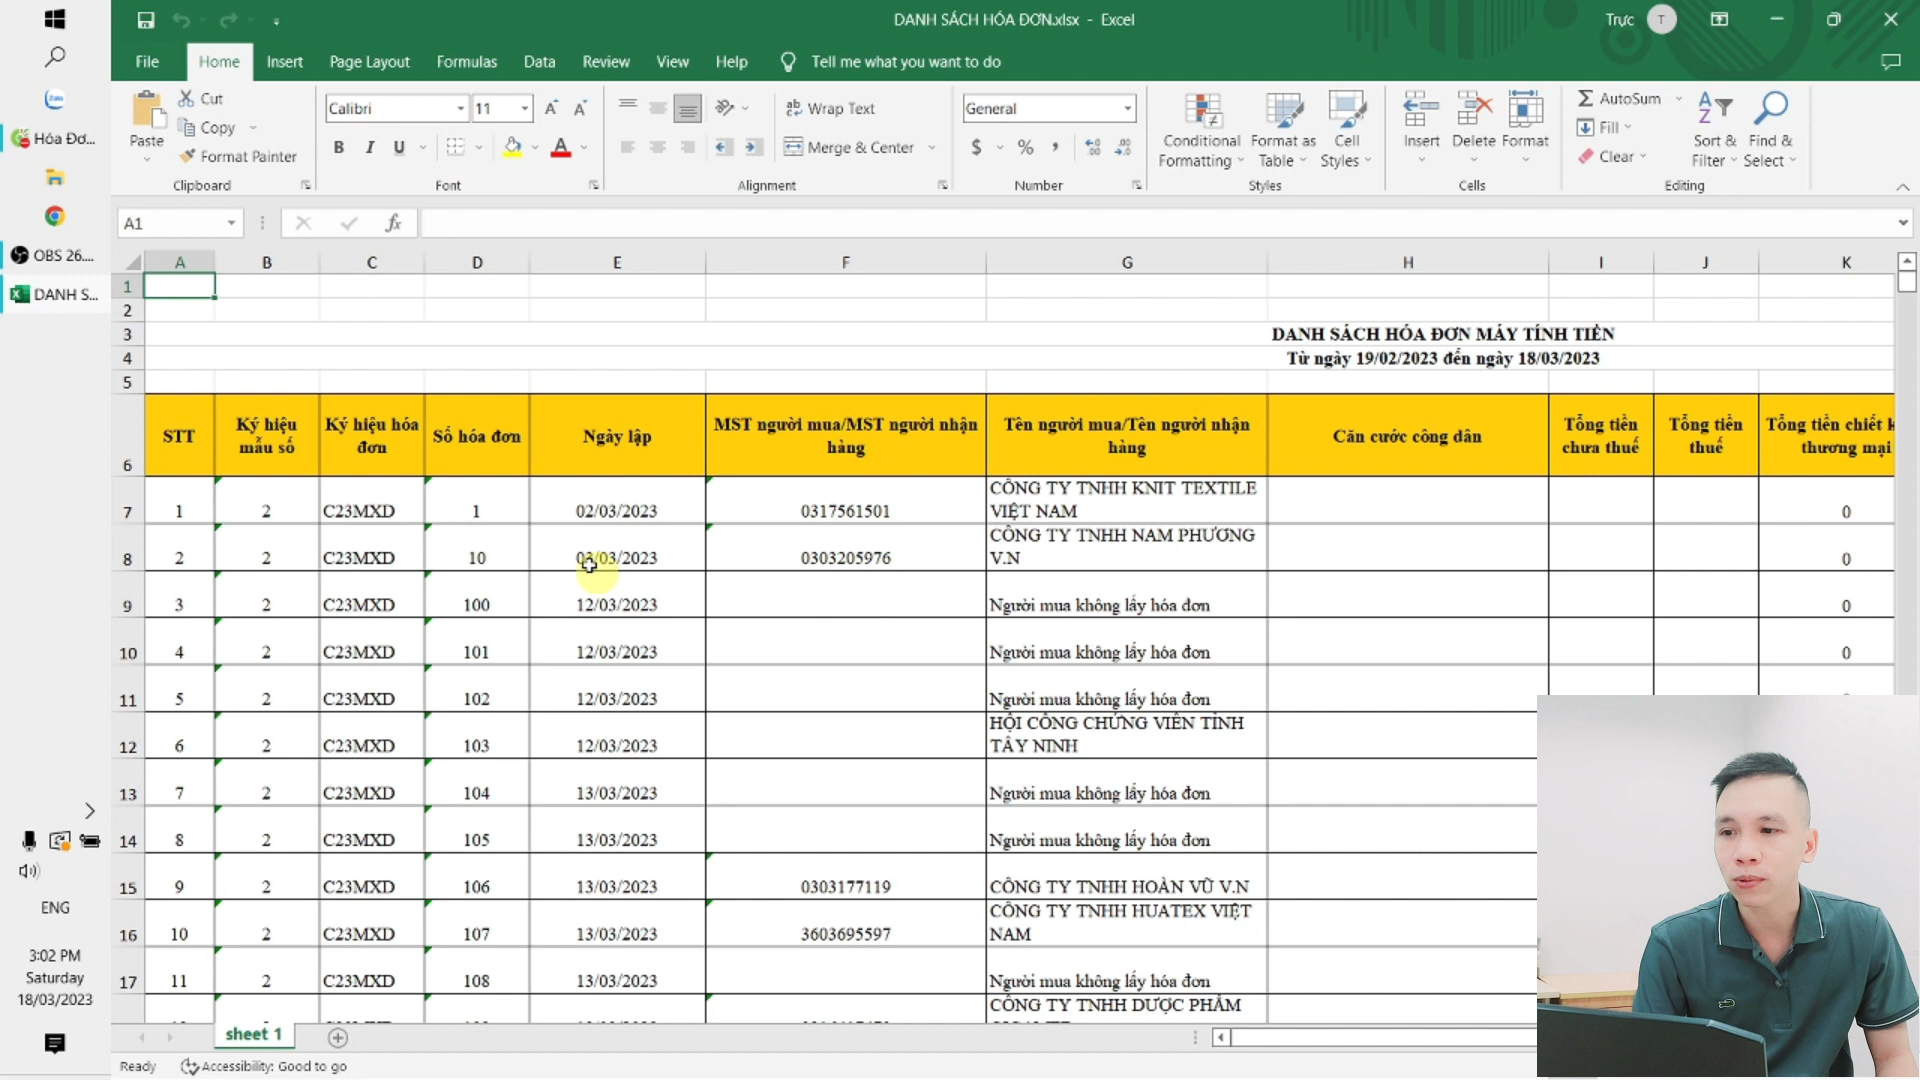 DANH SÁCH HÓA ĐƠN.xlsx - Excel
Trực
T
File Home Insert Page Layout Formulas Data Review View Help Tell me what you want to do
Hóa Đơ...
OBS 26....
DANH S...
Paste
Cut
Copy
Format Painter
Clipboard
Calibri 11
B I U
Font
Wrap Text
Merge & Center
Alignment
General
$ % ,
Number
Conditional Formatting
Format as Table
Cell Styles
Styles
Insert
Delete
Format
Cells
AutoSum
Fill
Clear
Sort & Filter
Find & Select
Editing
A1
fx
A B C D E F G H I J K
1
2
3 DANH SÁCH HÓA ĐƠN MÁY TÍNH TIỀN
4 Từ ngày 19/02/2023 đến ngày 18/03/2023
5
6 STT Ký hiệu mẫu số Ký hiệu hóa đơn Số hóa đơn Ngày lập MST người mua/MST người nhận hàng Tên người mua/Tên người nhận hàng Căn cước công dân Tổng tiền chưa thuế Tổng tiền thuế Tổng tiền chiết thương mại
7 1 2 C23MXD 1 02/03/2023 0317561501 CÔNG TY TNHH KNIT TEXTILE VIỆT NAM 0
8 2 2 C23MXD 10 03/03/2023 0303205976 CÔNG TY TNHH NAM PHƯƠNG V.N 0
9 3 2 C23MXD 100 12/03/2023 Người mua không lấy hóa đơn 0
10 4 2 C23MXD 101 12/03/2023 Người mua không lấy hóa đơn 0
11 5 2 C23MXD 102 12/03/2023 Người mua không lấy hóa đơn
12 6 2 C23MXD 103 12/03/2023 HỘI CÔNG CHỨNG VIÊN TỈNH TÂY NINH
13 7 2 C23MXD 104 13/03/2023 Người mua không lấy hóa đơn
14 8 2 C23MXD 105 13/03/2023 Người mua không lấy hóa đơn
15 9 2 C23MXD 106 13/03/2023 0303177119 CÔNG TY TNHH HOÀN VŨ V.N
16 10 2 C23MXD 107 13/03/2023 3603695597 CÔNG TY TNHH HUATEX VIỆT NAM
17 11 2 C23MXD 108 13/03/2023 Người mua không lấy hóa đơn
CÔNG TY TNHH DƯỢC PHẨM
ENG
3:02 PM
Saturday
18/03/2023
sheet 1
Ready
Accessibility: Good to go